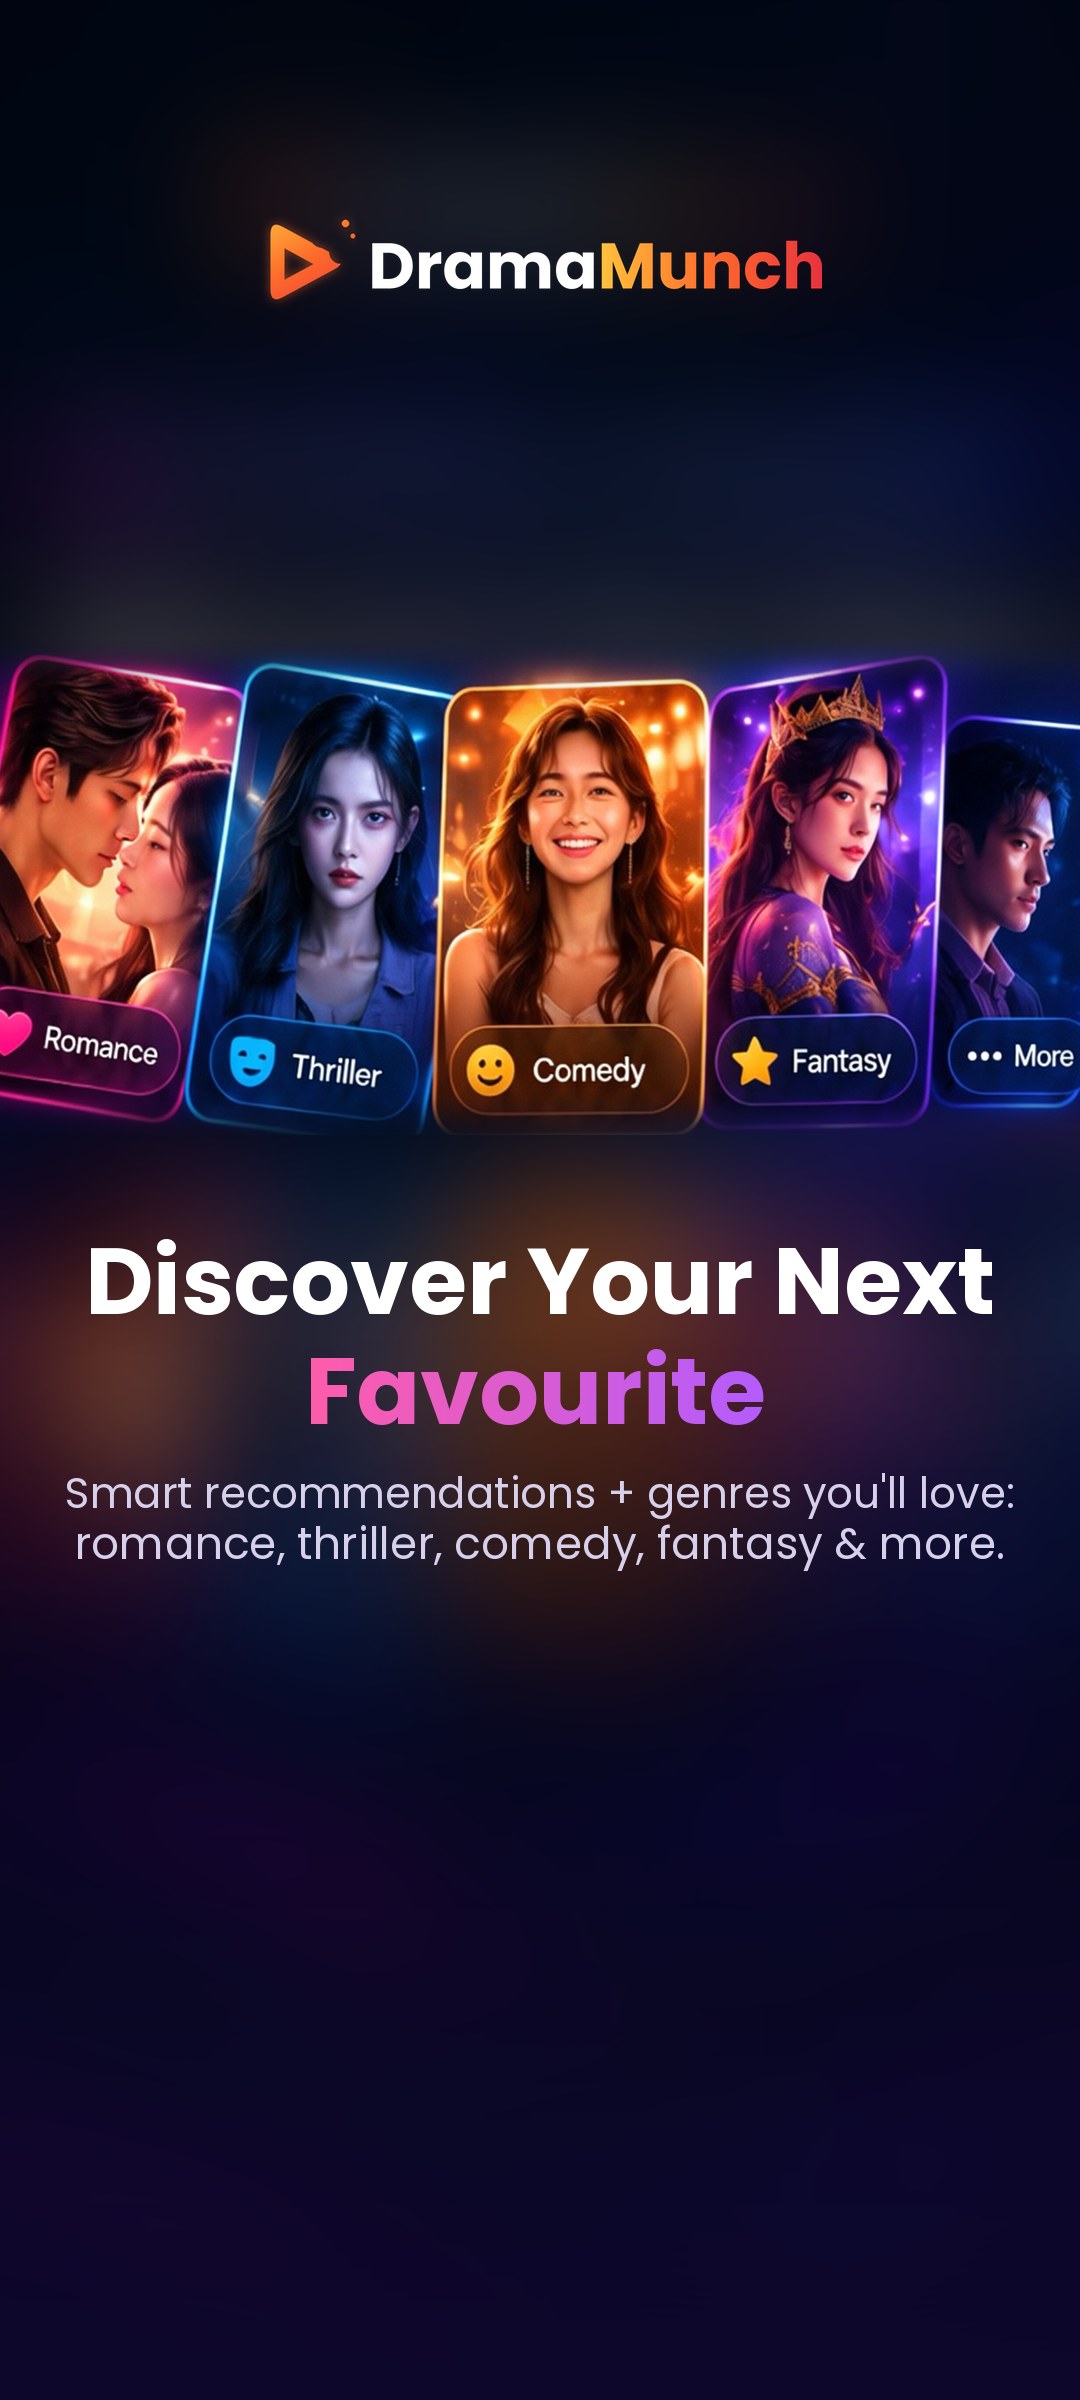 DramaMunch
Romance
Thriller
Comedy
Fantasy
More
Discover Your Next
Favourite
Smart recommendations + genres you'll love:
romance, thriller, comedy, fantasy & more.